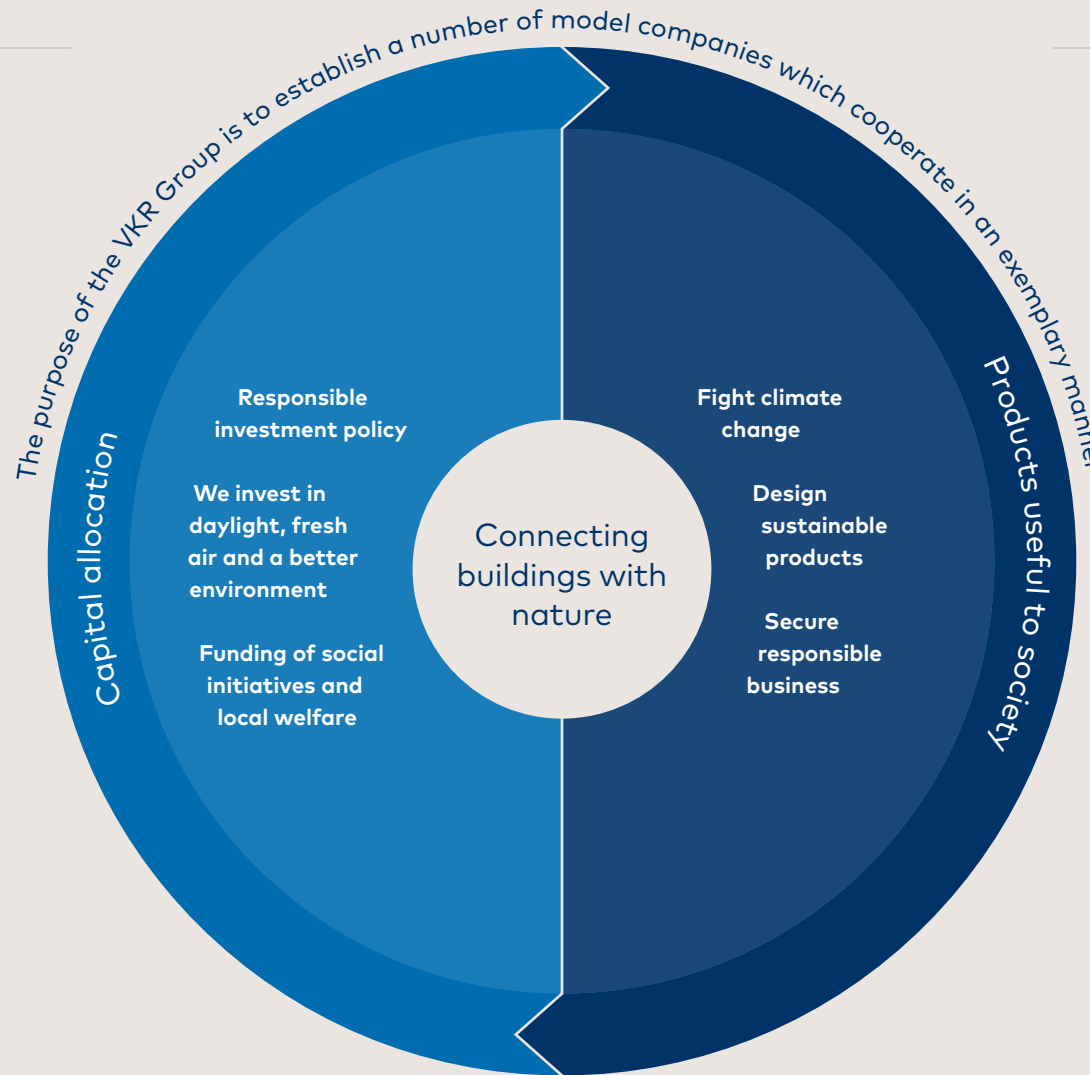 The purpose of the VKR Group is to establish a number of model companies which cooperate in an exemplary manner
Capital allocation
Responsible
investment policy
We invest in
daylight, fresh
air and a better
environment
Funding of social
initiatives and
local welfare
Connecting
buildings with
nature
Fight climate
change
Design
sustainable
products
Secure
responsible
business
Products useful to society